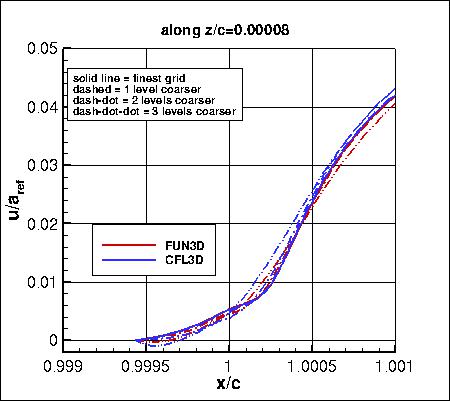 along z/c=0.00008
0.05
solid line = finest grid
dashed = 1 level coarser
dash-dot = 2 levels coarser
dash-dot-dot = 3 levels coarser
0.04
0.03
u/aref
0.02
FUN3D
CFL3D
0.01
0
0.999 0.9995 1 1.0005 1.001
x/c